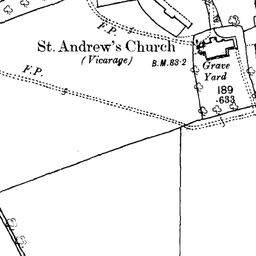 F.P.
St. Andrew's Church
(Vicarage)
B.M. 83·2
F.P.
Grave
Yard
189
·633